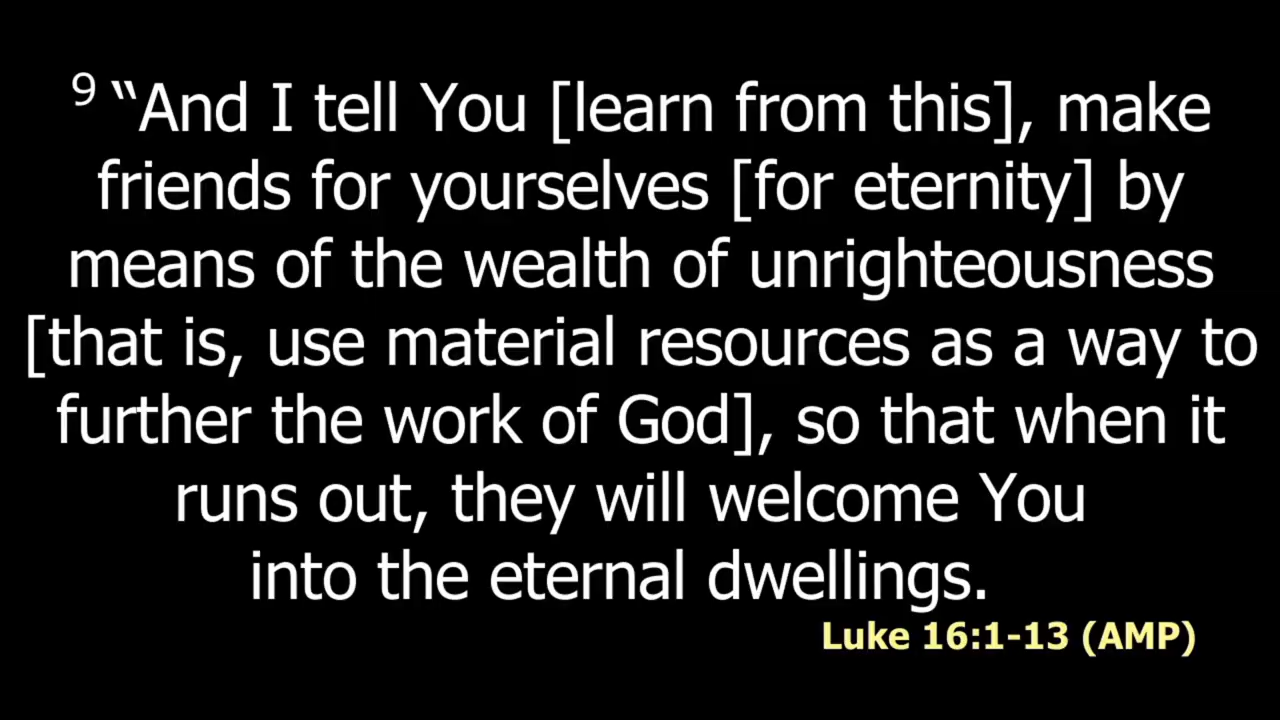 9 “And I tell You [learn from this], make
friends for yourselves [for eternity] by
means of the wealth of unrighteousness
[that is, use material resources as a way to
further the work of God], so that when it
runs out, they will welcome You
into the eternal dwellings.
Luke 16:1-13 (AMP)